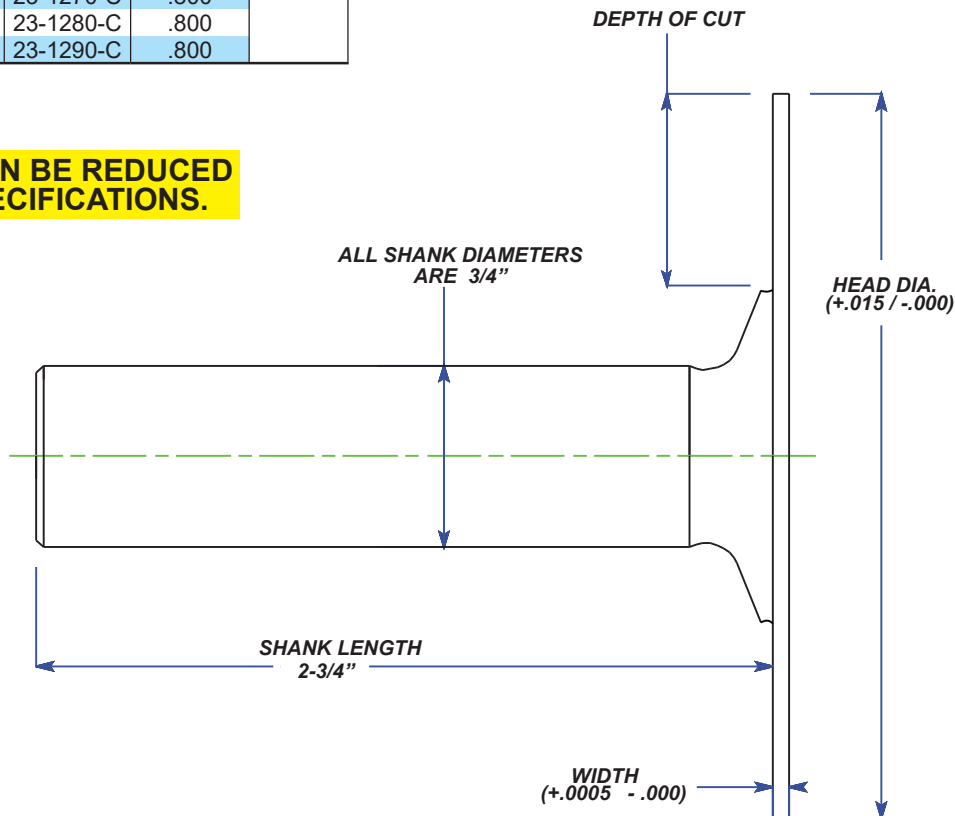 23-1280-C .800
23-1290-C .800
DEPTH OF CUT
BE REDUCED
ALL SHANK DIAMETERS
ARE 3/4”
HEAD DIA.
(+.015 / -.000)
SHANK LENGTH
2-3/4”
WIDTH
(+.0005 - .000)